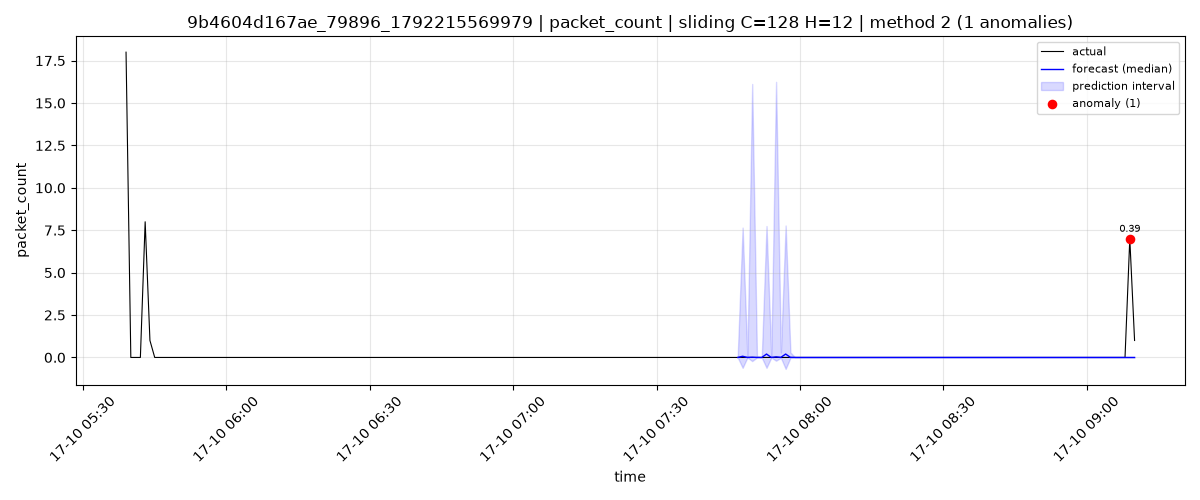 9b4604d167ae_79896_1792215569979 | packet_count | sliding C=128 H=12 | method 2 (1 anomalies)
actual
forecast (median)
prediction interval
anomaly (1)
packet_count
17.5
15.0
12.5
10.0
7.5
5.0
2.5
0.0
0.39
17-10 05:30
17-10 06:00
17-10 06:30
17-10 07:00
17-10 07:30
17-10 08:00
17-10 08:30
17-10 09:00
time